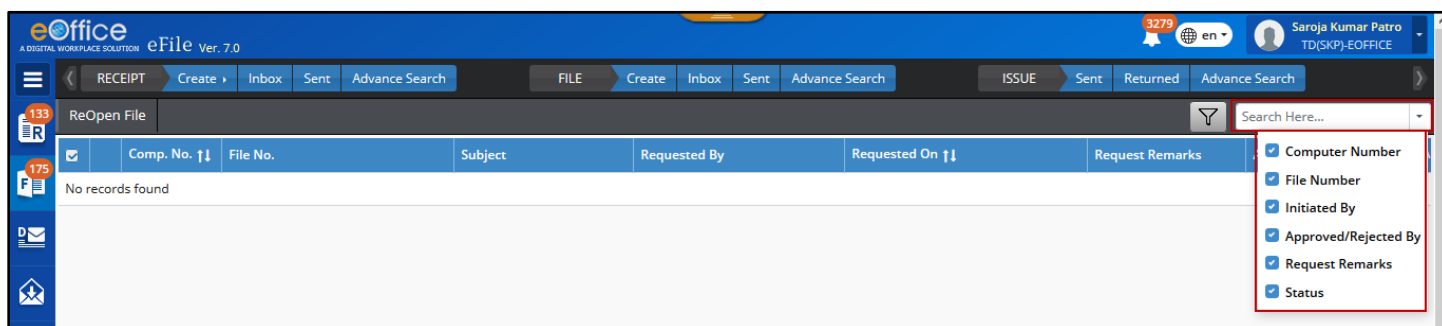 eOffice
A DIGITAL WORKPLACE SOLUTION eFile Ver. 7.0
3279
en
Saroja Kumar Patro
TD(SKP)-EOFFICE
RECEIPT Create Inbox Sent Advance Search FILE Create Inbox Sent Advance Search ISSUE Sent Returned Advance Search
133
R
ReOpen File
Search Here...
Comp. No. File No. Subject Requested By Requested On Request Remarks
175
F
No records found
D
Computer Number
File Number
Initiated By
Approved/Rejected By
Request Remarks
Status